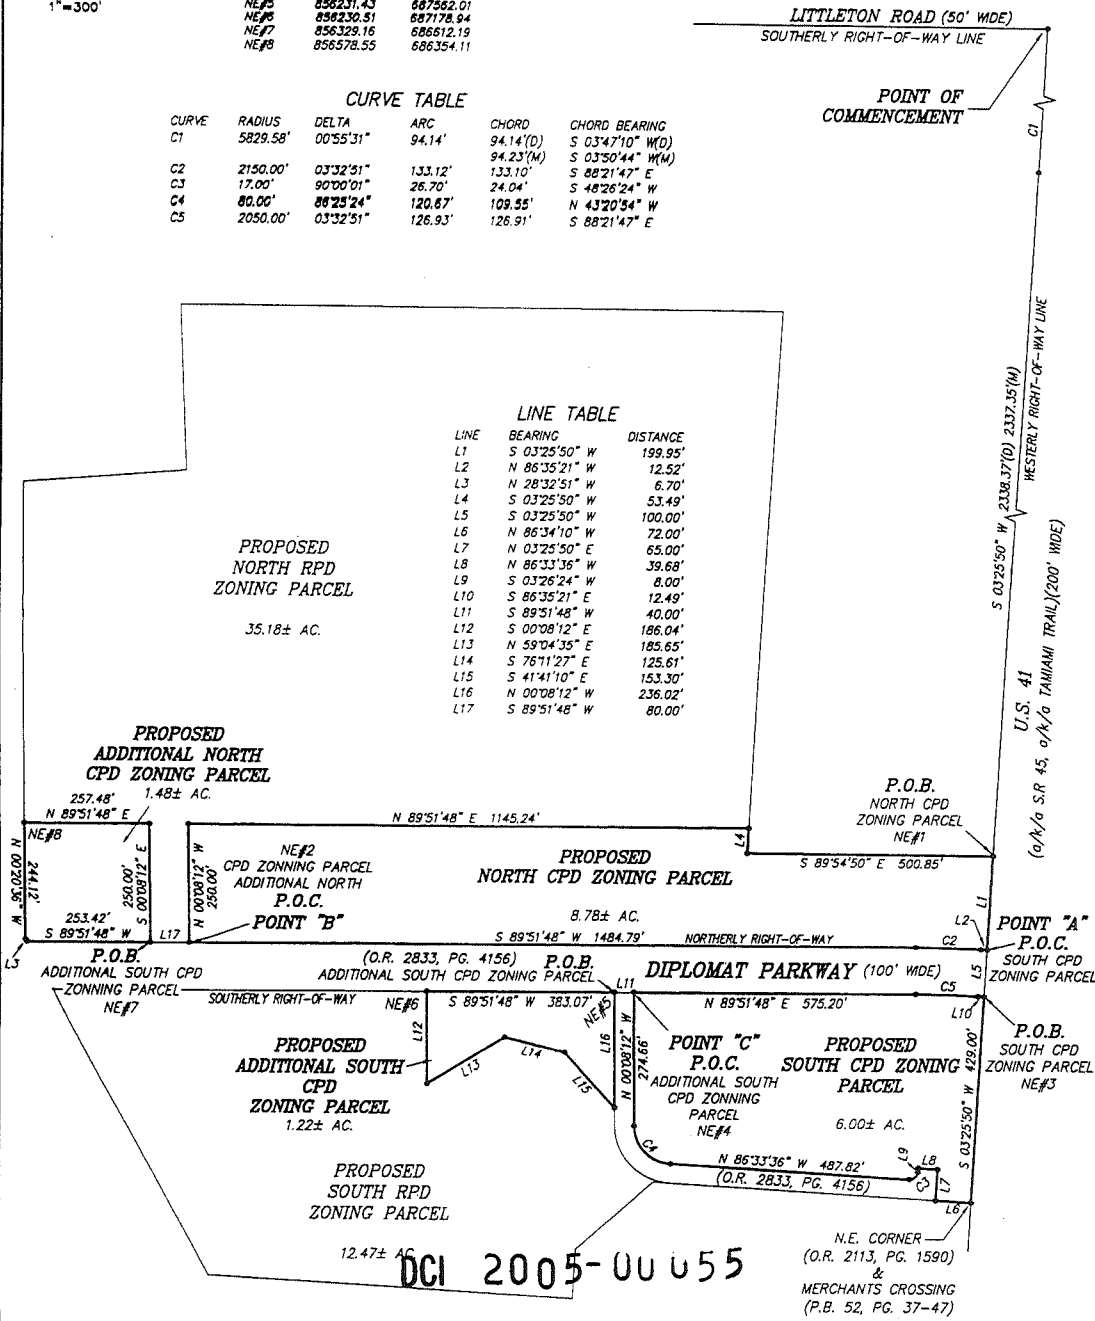 1"=300'
NE#5 856231.43 687562.01
NE#6 856230.51 687178.94
NE#7 856329.16 686612.19
NE#8 856578.55 686354.11
LITTLETON ROAD (50' WIDE)
SOUTHERLY RIGHT-OF-WAY LINE
POINT OF
COMMENCEMENT
CURVE TABLE
CURVE RADIUS DELTA ARC CHORD CHORD BEARING
C1 5829.58' 00°55'31" 94.14' 94.14'(D) S 03°47'10" W(D)
94.23'(M) S 03°50'44" W(M)
C2 2150.00' 03°32'51" 133.12' 133.10' S 88°21'47" E
C3 17.00' 90°00'01" 26.70' 24.04' S 48°26'24" W
C4 80.00' 86°25'24" 120.67' 109.55' N 43°20'54" W
C5 2050.00' 03°32'51" 126.93' 126.91' S 88°21'47" E
C1
WESTERLY RIGHT-OF-WAY LINE
S 03°25'50" W 2338.37'(D) 2337.35'(M)
U.S. 41
(a/k/a S.R 45, a/k/a TAMIAMI TRAIL)(200' WIDE)
LINE TABLE
LINE BEARING DISTANCE
L1 S 03°25'50" W 199.95'
L2 N 86°35'21" W 12.52'
L3 N 28°32'51" W 6.70'
L4 S 03°25'50" W 53.49'
L5 S 03°25'50" W 100.00'
L6 N 86°34'10" W 72.00'
L7 N 03°25'50" E 65.00'
L8 N 86°33'36" W 39.68'
L9 S 03°26'24" W 8.00'
L10 S 86°35'21" E 12.49'
L11 S 89°51'48" W 40.00'
L12 S 00°08'12" E 186.04'
L13 N 59°04'35" E 185.65'
L14 S 76°11'27" E 125.61'
L15 S 41°41'10" E 153.30'
L16 N 00°08'12" W 236.02'
L17 S 89°51'48" W 80.00'
PROPOSED
NORTH RPD
ZONING PARCEL
35.18± AC.
PROPOSED
ADDITIONAL NORTH
CPD ZONING PARCEL
1.48± AC.
257.48'
N 89°51'48" E
NE#8
N 00°20'36" W
244.12'
250.00'
S 00°08'12" E
253.42'
S 89°51'48" W
L3
L17
N 00°08'12" W
250.00'
N 89°51'48" E 1145.24'
NE#2
CPD ZONNING PARCEL
ADDITIONAL NORTH
P.O.C.
POINT "B"
PROPOSED
NORTH CPD ZONING PARCEL
8.78± AC.
L4
S 89°54'50" E 500.85'
P.O.B.
NORTH CPD
ZONING PARCEL
NE#1
L1
L2
POINT "A"
P.O.C.
SOUTH CPD
ZONING PARCEL
S 89°51'48" W 1484.79'
NORTHERLY RIGHT-OF-WAY
C2
L5
P.O.B.
ADDITIONAL SOUTH CPD
ZONNING PARCEL
NE#7
(O.R. 2833, PG. 4156)
P.O.B.
ADDITIONAL SOUTH CPD ZONING PARCEL
DIPLOMAT PARKWAY (100' WIDE)
SOUTHERLY RIGHT-OF-WAY
NE#6
S 89°51'48" W 383.07'
NE#5
L11
N 89°51'48" E 575.20'
C5
L10
P.O.B.
SOUTH CPD
ZONING PARCEL
NE#3
L12
L13
L14
L15
L16
N 00°08'12" W
274.66'
PROPOSED
ADDITIONAL SOUTH
CPD
ZONING PARCEL
1.22± AC.
POINT "C"
P.O.C.
ADDITIONAL SOUTH
CPD ZONNING
PARCEL
NE#4
PROPOSED
SOUTH CPD ZONING
PARCEL
6.00± AC.
S 03°25'50" W 429.00'
C4
N 86°33'36" W 487.82'
(O.R. 2833, PG. 4156)
L9
L8
C3
L7
L6
PROPOSED
SOUTH RPD
ZONING PARCEL
12.47± AC
DCI 2005-00055
N.E. CORNER
(O.R. 2113, PG. 1590)
&
MERCHANTS CROSSING
(P.B. 52, PG. 37-47)